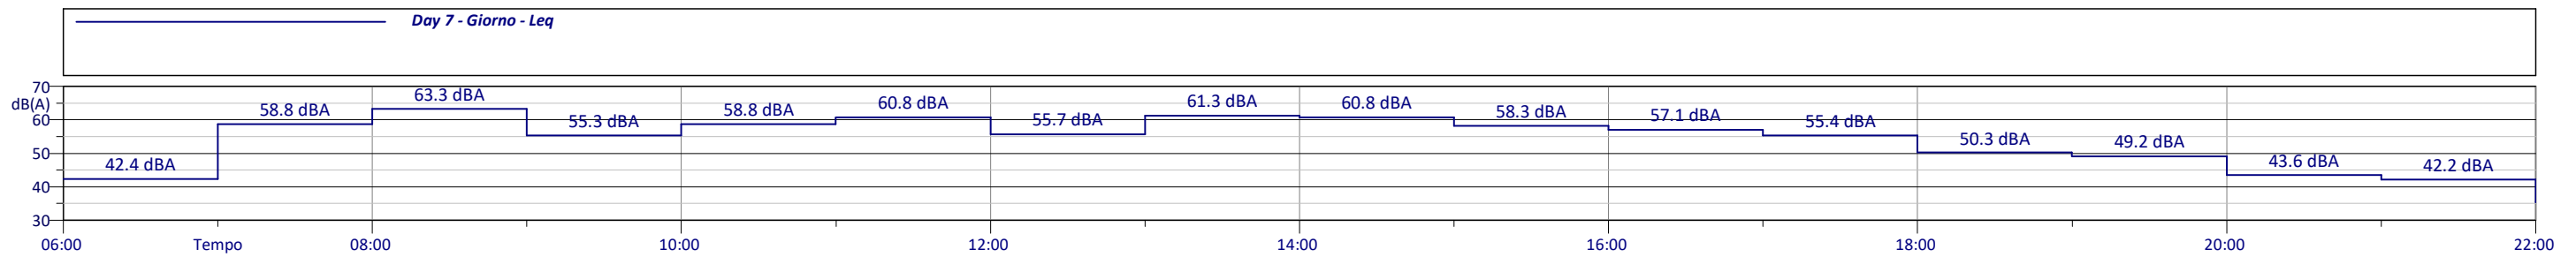 Day 7 - Giorno - Leq
70
dB(A)
60
50
40
30
42.4 dBA
58.8 dBA
63.3 dBA
55.3 dBA
58.8 dBA
60.8 dBA
55.7 dBA
61.3 dBA
60.8 dBA
58.3 dBA
57.1 dBA
55.4 dBA
50.3 dBA
49.2 dBA
43.6 dBA
42.2 dBA
06:00 Tempo 08:00 10:00 12:00 14:00 16:00 18:00 20:00 22:00